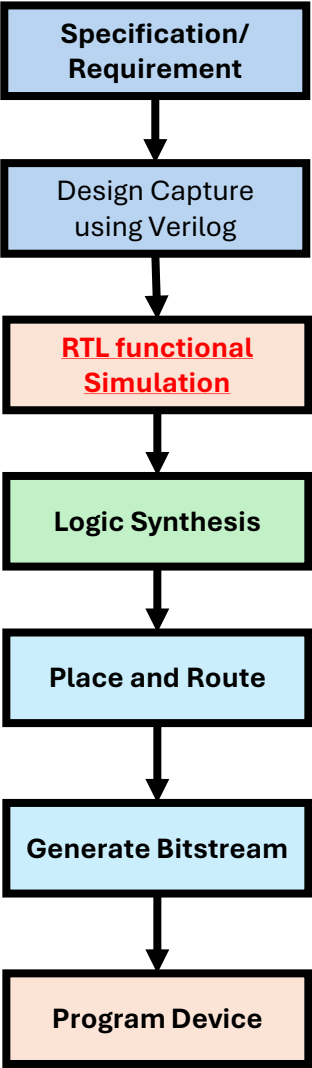 Specification/
Requirement
Design Capture
using Verilog
RTL functional
Simulation
Logic Synthesis
Place and Route
Generate Bitstream
Program Device